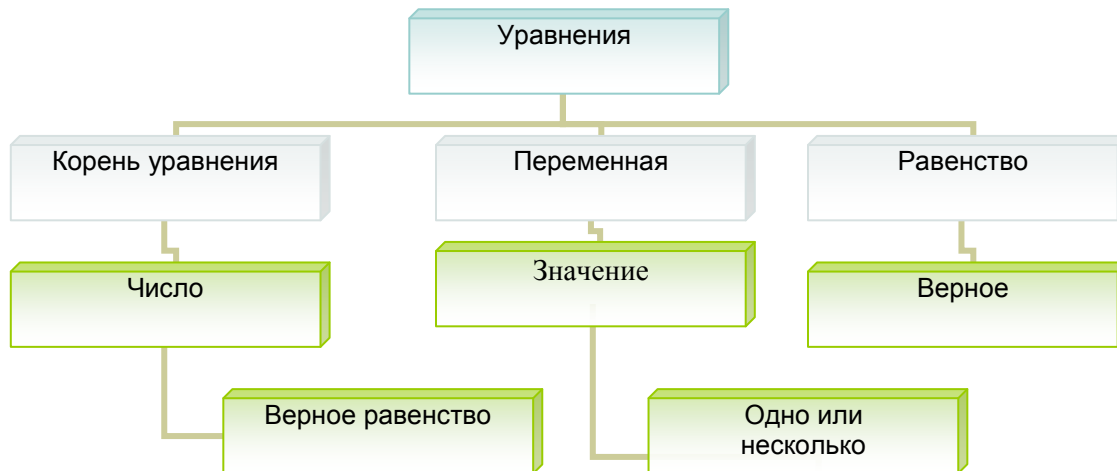 Уравнения
Корень уравнения
Переменная
Равенство
Число
Значение
Верное
Верное равенство
Одно или
несколько